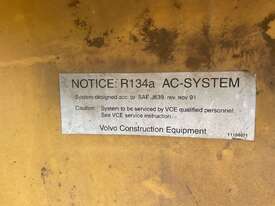 NOTICE: R134a AC-SYSTEM
System designed acc. to SAE J639 rev. nov 91
Caution: System to be serviced by VCE qualified personnel.
See VCE service instruction
Volvo Construction Equipment